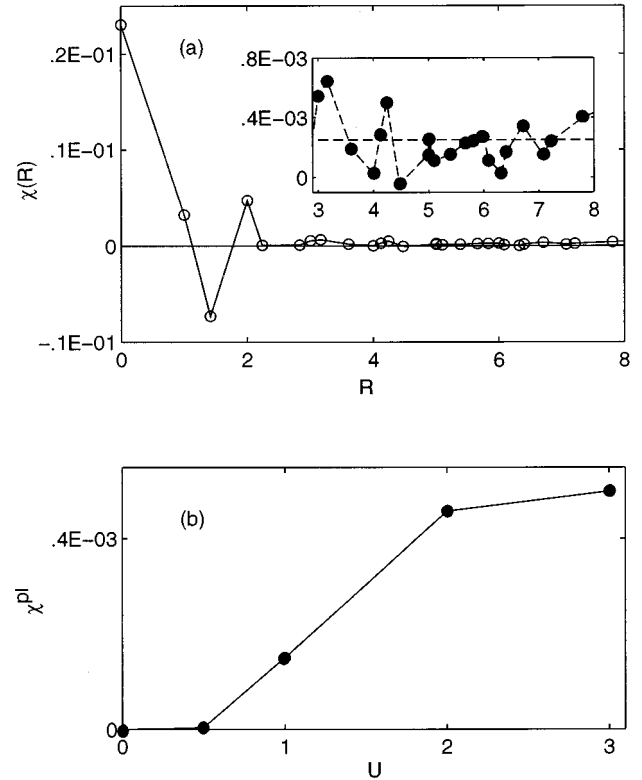 .2E−01
(a)
.8E−03
.4E−03
0
3 4 5 6 7 8
.1E−01
χ(R)
0
−.1E−01
0 2 4 6 8
R
(b)
.4E−03
χ^pl
0
0 1 2 3
U